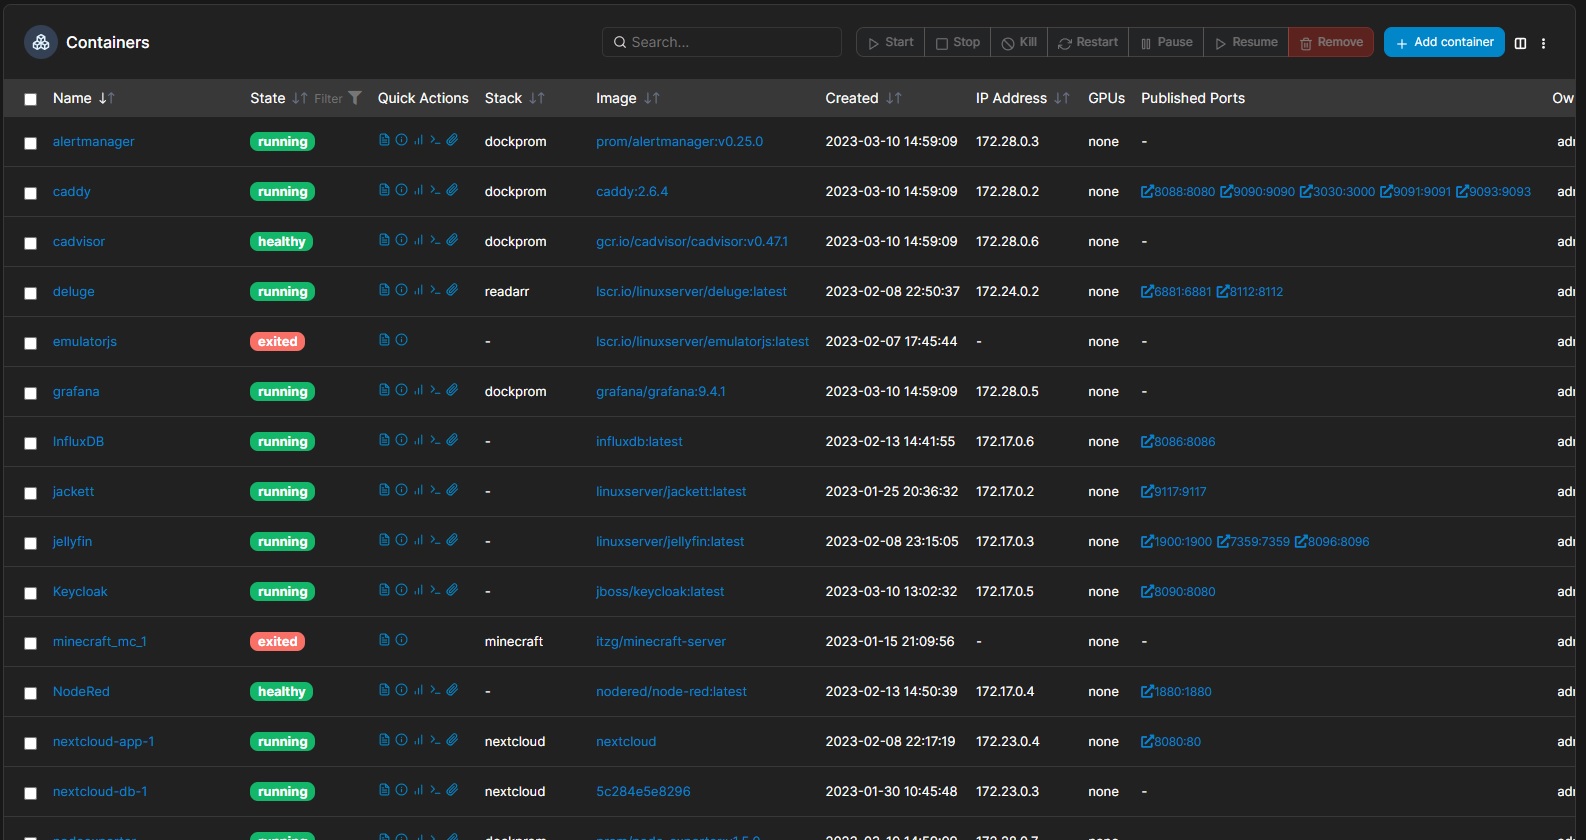 Containers Search... Start Stop Kill Restart Pause Resume Remove + Add container
Name State Filter Quick Actions Stack Image Created IP Address GPUs Published Ports Ow
alertmanager running dockprom prom/alertmanager:v0.25.0 2023-03-10 14:59:09 172.28.0.3 none - adm
caddy running dockprom caddy:2.6.4 2023-03-10 14:59:09 172.28.0.2 none 8088:8080 9090:9090 3030:3000 9091:9091 9093:9093
cadvisor healthy dockprom gcr.io/cadvisor/cadvisor:v0.47.1 2023-03-10 14:59:09 172.28.0.6 none -
deluge running readarr lscr.io/linuxserver/deluge:latest 2023-02-08 22:50:37 172.24.0.2 none 6881:6881 8112:8112
emulatorjs exited - lscr.io/linuxserver/emulatorjs:latest 2023-02-07 17:45:44 - none -
grafana running dockprom grafana/grafana:9.4.1 2023-03-10 14:59:09 172.28.0.5 none -
InfluxDB running - influxdb:latest 2023-02-13 14:41:55 172.17.0.6 none 8086:8086
jackett running - linuxserver/jackett:latest 2023-01-25 20:36:32 172.17.0.2 none 9117:9117
jellyfin running - linuxserver/jellyfin:latest 2023-02-08 23:15:05 172.17.0.3 none 1900:1900 7359:7359 8096:8096
Keycloak running - jboss/keycloak:latest 2023-03-10 13:02:32 172.17.0.5 none 8090:8080
minecraft_mc_1 exited minecraft itzg/minecraft-server 2023-01-15 21:09:56 - none -
NodeRed healthy - nodered/node-red:latest 2023-02-13 14:50:39 172.17.0.4 none 1880:1880
nextcloud-app-1 running nextcloud nextcloud 2023-02-08 22:17:19 172.23.0.4 none 8080:80
nextcloud-db-1 running nextcloud 5c284e5e8296 2023-01-30 10:45:48 172.23.0.3 none -